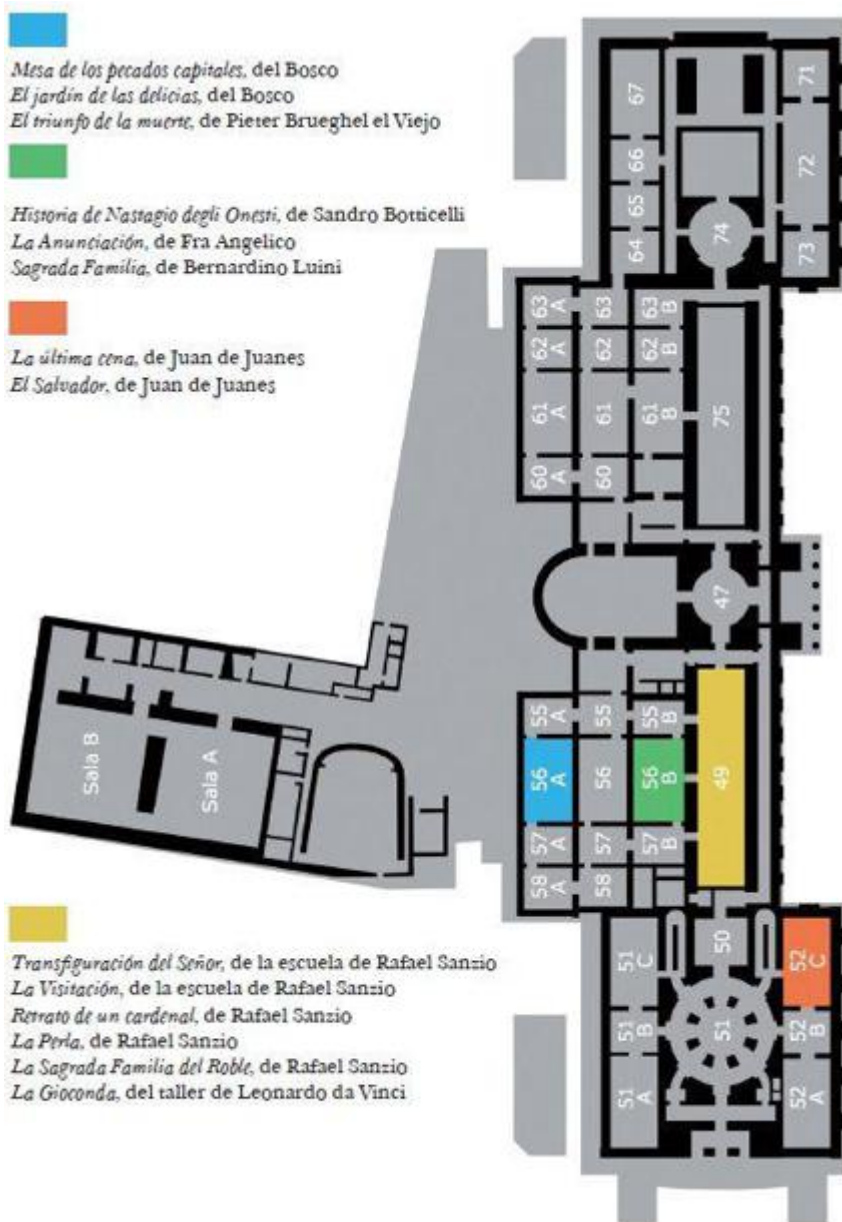 Mesa de los pecados capitales, del Bosco
El jardín de las delicias, del Bosco
El triunfo de la muerte, de Pieter Brueghel el Viejo
Historia de Nastagio degli Onesti, de Sandro Botticelli
La Anunciación, de Fra Angelico
Sagrada Familia, de Bernardino Luini
La última cena, de Juan de Juanes
El Salvador, de Juan de Juanes
Transfiguración del Señor, de la escuela de Rafael Sanzio
La Visitación, de la escuela de Rafael Sanzio
Retrato de un cardenal, de Rafael Sanzio
La Perla, de Rafael Sanzio
La Sagrada Familia del Roble, de Rafael Sanzio
La Gioconda, del taller de Leonardo da Vinci
Sala B
Sala A
67
66
65
64
71
72
73
74
63 A
63
63 B
62 A
62
62 B
61 A
61
61 B
60 A
60
75
47
55 A
55
55 B
56 A
56
56 B
49
57 A
57
57 B
58 A
58
50
51 C
51 B
51 A
51
52 C
52 B
52 A